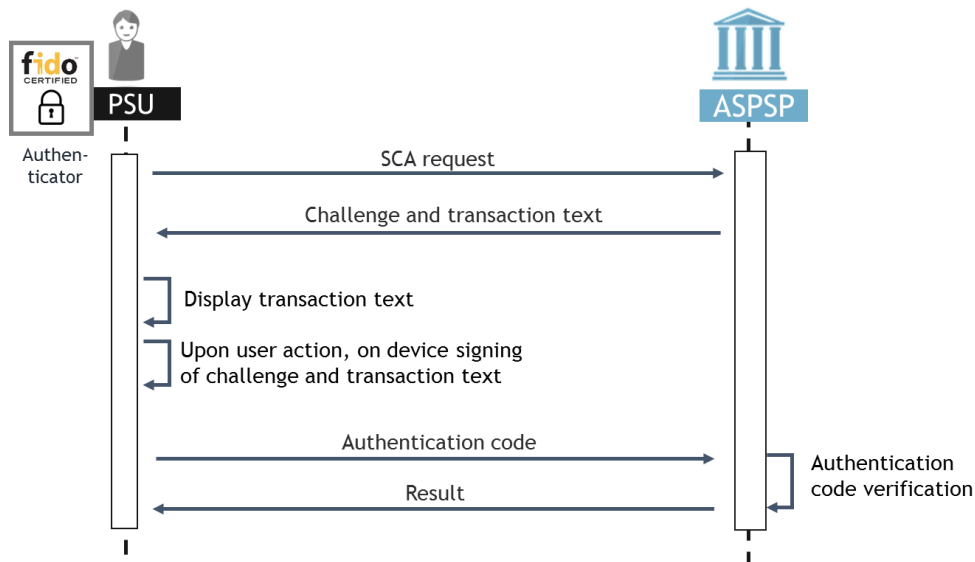 fido
CERTIFIED
PSU
ASPSP
Authen-
ticator
SCA request
Challenge and transaction text
Display transaction text
Upon user action, on device signing
of challenge and transaction text
Authentication code
Authentication
code verification
Result